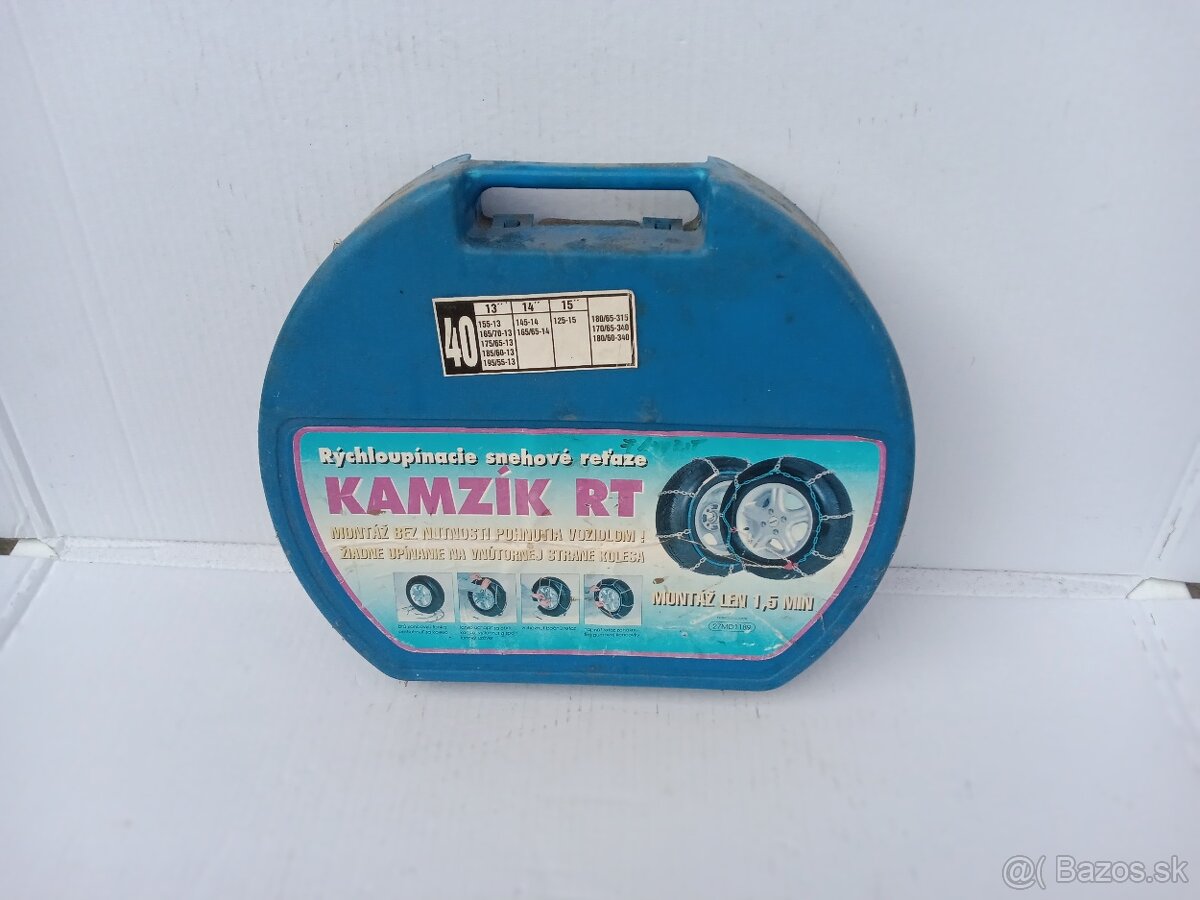 40
13" 14" 15"
155-13 145-14 125-15 180/65-315
165/70-13 165/65-14 170/65-340
175/65-13 180/60-340
185/60-13
195/55-13
Rýchloupínacie snehové reťaze
KAMZÍK RT
MONTÁŽ BEZ NUTNOSTI POHNUTIA VOZIDLOM !
ŽIADNE UPÍNANIE NA VNÚTORNEJ STRANE KOLESA
MONTÁŽ LEN 1,5 MIN
27MD1189
@( Bazos.sk